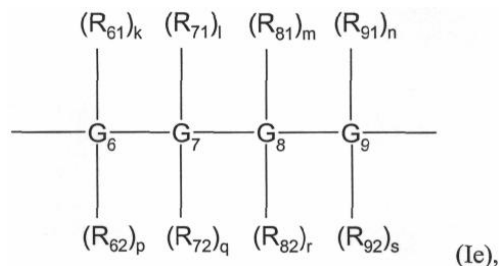 (R61)k (R71)l (R81)m (R91)n
G6 G7 G8 G9
(R62)p (R72)q (R82)r (R92)s
(Ie),